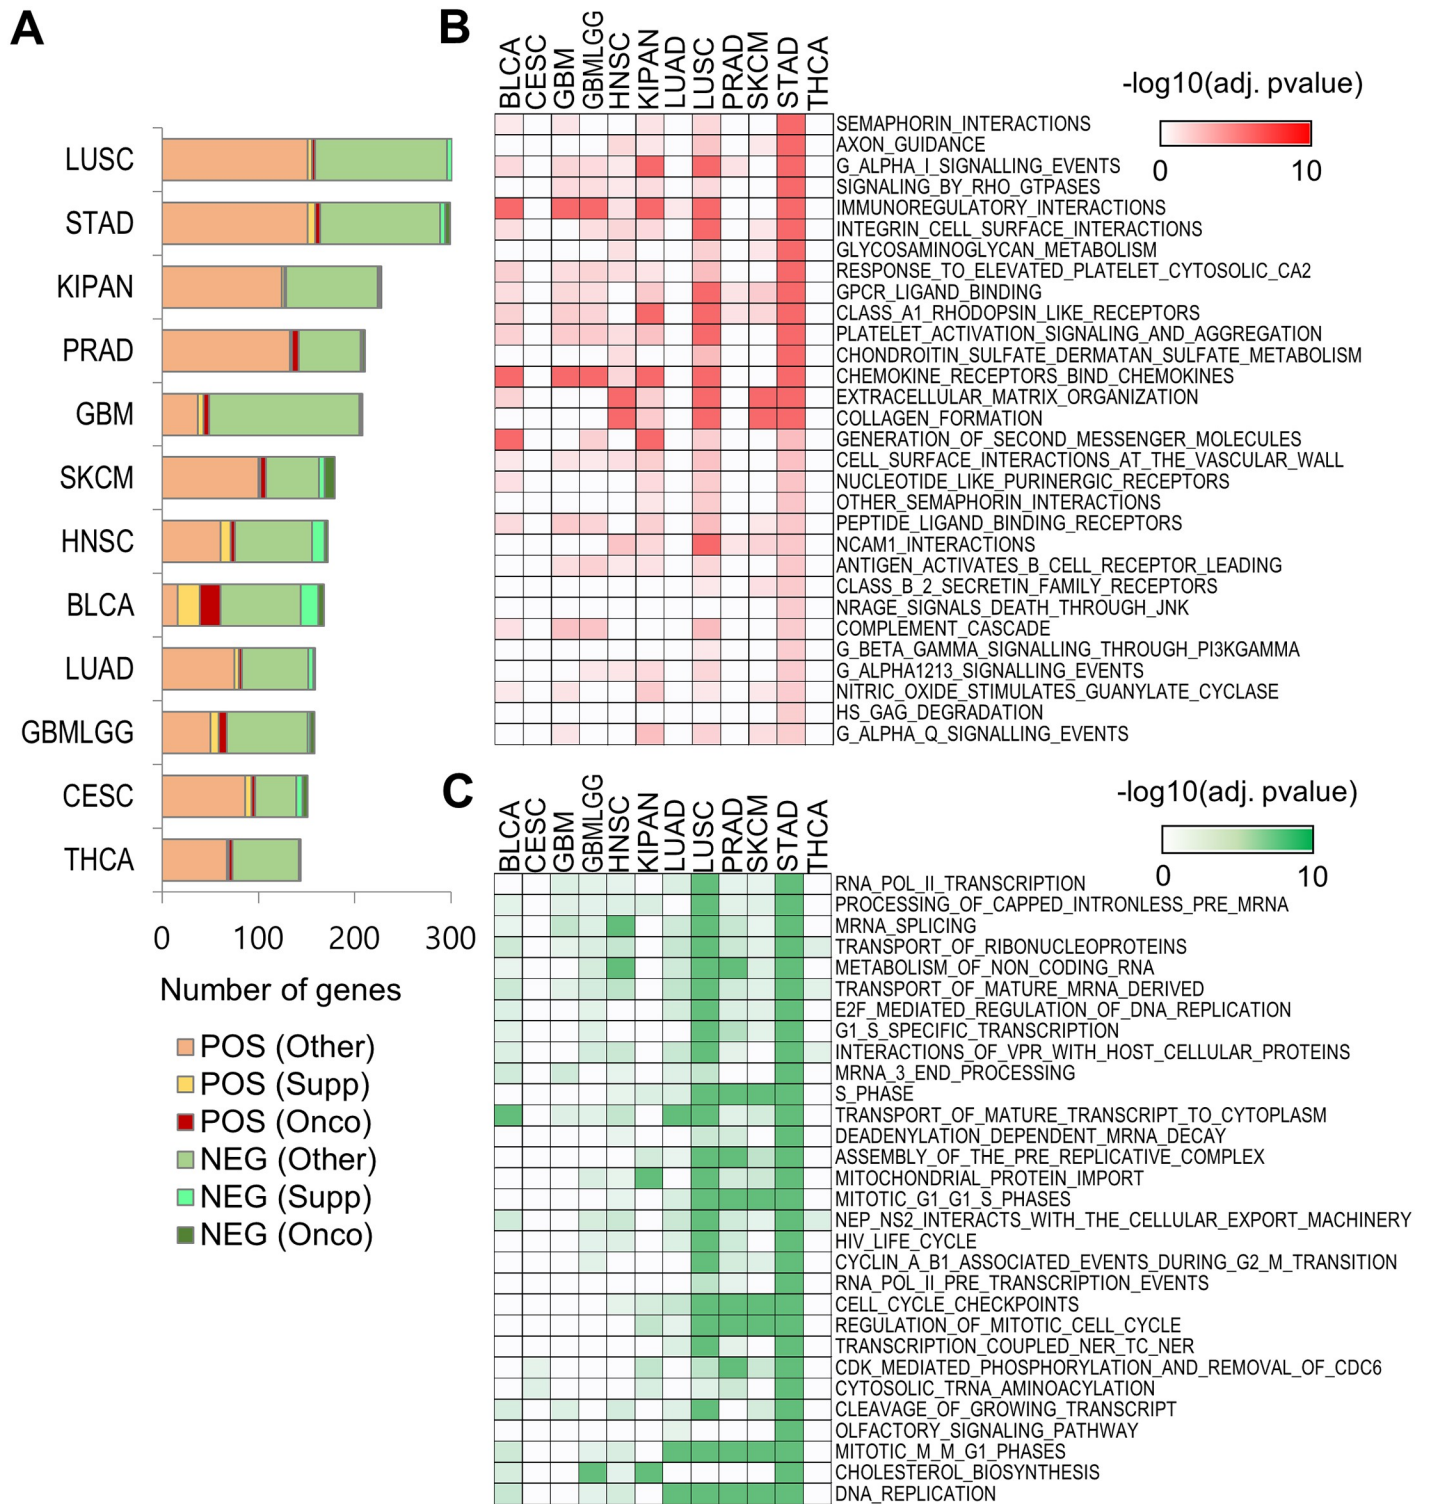 A
LUSC
STAD
KIPAN
PRAD
GBM
SKCM
HNSC
BLCA
LUAD
GBMLGG
CESC
THCA
0 100 200 300
Number of genes
POS (Other)
POS (Supp)
POS (Onco)
NEG (Other)
NEG (Supp)
NEG (Onco)
B
BLCA CESC GBM GBMLGG HNSC KIPAN LUAD LUSC PRAD SKCM STAD THCA
-log10(adj. pvalue)
0 10
SEMAPHORIN_INTERACTIONS
AXON_GUIDANCE
G_ALPHA_I_SIGNALLING_EVENTS
SIGNALING_BY_RHO_GTPASES
IMMUNOREGULATORY_INTERACTIONS
INTEGRIN_CELL_SURFACE_INTERACTIONS
GLYCOSAMINOGLYCAN_METABOLISM
RESPONSE_TO_ELEVATED_PLATELET_CYTOSOLIC_CA2
GPCR_LIGAND_BINDING
CLASS_A1_RHODOPSIN_LIKE_RECEPTORS
PLATELET_ACTIVATION_SIGNALING_AND_AGGREGATION
CHONDROITIN_SULFATE_DERMATAN_SULFATE_METABOLISM
CHEMOKINE_RECEPTORS_BIND_CHEMOKINES
EXTRACELLULAR_MATRIX_ORGANIZATION
COLLAGEN_FORMATION
GENERATION_OF_SECOND_MESSENGER_MOLECULES
CELL_SURFACE_INTERACTIONS_AT_THE_VASCULAR_WALL
NUCLEOTIDE_LIKE_PURINERGIC_RECEPTORS
OTHER_SEMAPHORIN_INTERACTIONS
PEPTIDE_LIGAND_BINDING_RECEPTORS
NCAM1_INTERACTIONS
ANTIGEN_ACTIVATES_B_CELL_RECEPTOR_LEADING
CLASS_B_2_SECRETIN_FAMILY_RECEPTORS
NRAGE_SIGNALS_DEATH_THROUGH_JNK
COMPLEMENT_CASCADE
G_BETA_GAMMA_SIGNALLING_THROUGH_PI3KGAMMA
G_ALPHA1213_SIGNALLING_EVENTS
NITRIC_OXIDE_STIMULATES_GUANYLATE_CYCLASE
HS_GAG_DEGRADATION
G_ALPHA_Q_SIGNALLING_EVENTS
C
BLCA CESC GBM GBMLGG HNSC KIPAN LUAD LUSC PRAD SKCM STAD THCA
-log10(adj. pvalue)
0 10
RNA_POL_II_TRANSCRIPTION
PROCESSING_OF_CAPPED_INTRONLESS_PRE_MRNA
MRNA_SPLICING
TRANSPORT_OF_RIBONUCLEOPROTEINS
METABOLISM_OF_NON_CODING_RNA
TRANSPORT_OF_MATURE_MRNA_DERIVED
E2F_MEDIATED_REGULATION_OF_DNA_REPLICATION
G1_S_SPECIFIC_TRANSCRIPTION
INTERACTIONS_OF_VPR_WITH_HOST_CELLULAR_PROTEINS
MRNA_3_END_PROCESSING
S_PHASE
TRANSPORT_OF_MATURE_TRANSCRIPT_TO_CYTOPLASM
DEADENYLATION_DEPENDENT_MRNA_DECAY
ASSEMBLY_OF_THE_PRE_REPLICATIVE_COMPLEX
MITOCHONDRIAL_PROTEIN_IMPORT
MITOTIC_G1_G1_S_PHASES
NEP_NS2_INTERACTS_WITH_THE_CELLULAR_EXPORT_MACHINERY
HIV_LIFE_CYCLE
CYCLIN_A_B1_ASSOCIATED_EVENTS_DURING_G2_M_TRANSITION
RNA_POL_II_PRE_TRANSCRIPTION_EVENTS
CELL_CYCLE_CHECKPOINTS
REGULATION_OF_MITOTIC_CELL_CYCLE
TRANSCRIPTION_COUPLED_NER_TC_NER
CDK_MEDIATED_PHOSPHORYLATION_AND_REMOVAL_OF_CDC6
CYTOSOLIC_TRNA_AMINOACYLATION
CLEAVAGE_OF_GROWING_TRANSCRIPT
OLFACTORY_SIGNALING_PATHWAY
MITOTIC_M_M_G1_PHASES
CHOLESTEROL_BIOSYNTHESIS
DNA_REPLICATION